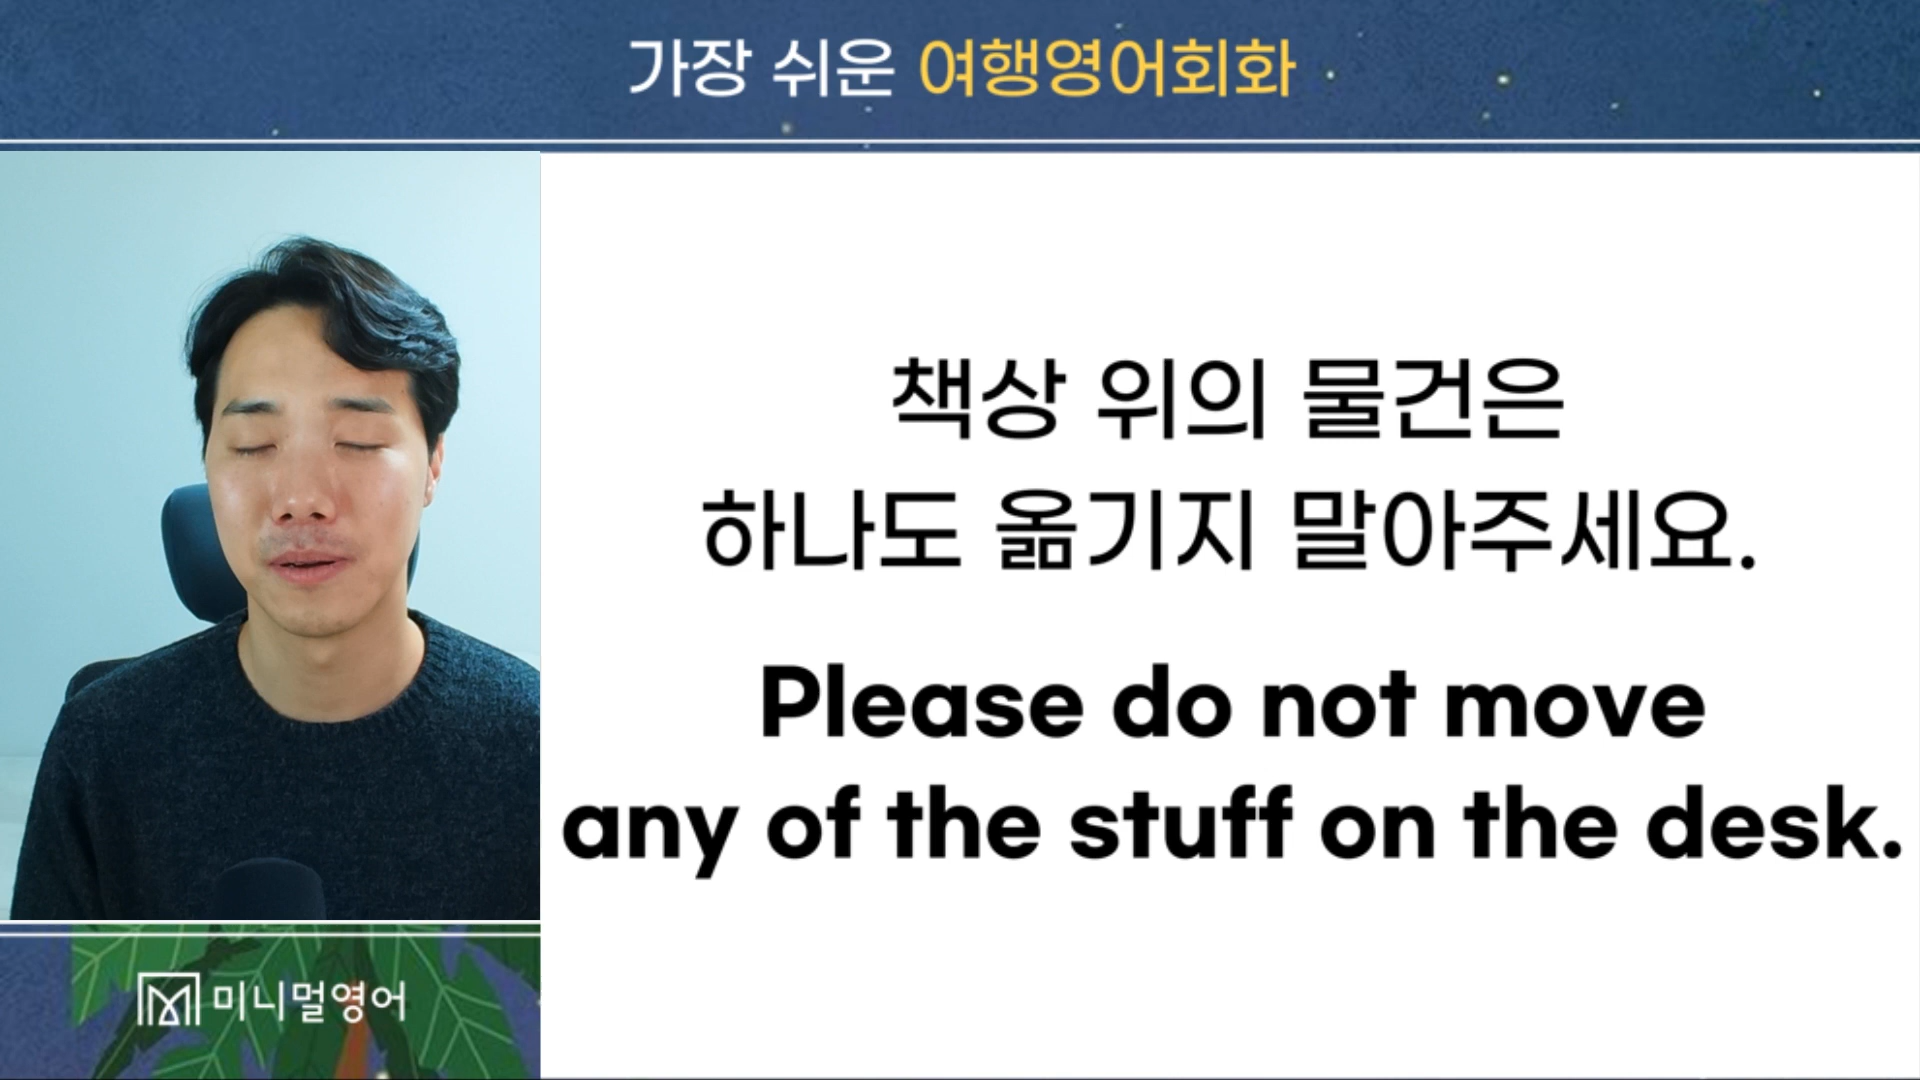 가장 쉬운 여행영어회화
책상 위의 물건은
하나도 옮기지 말아주세요.
Please do not move
any of the stuff on the desk.
미니멀영어